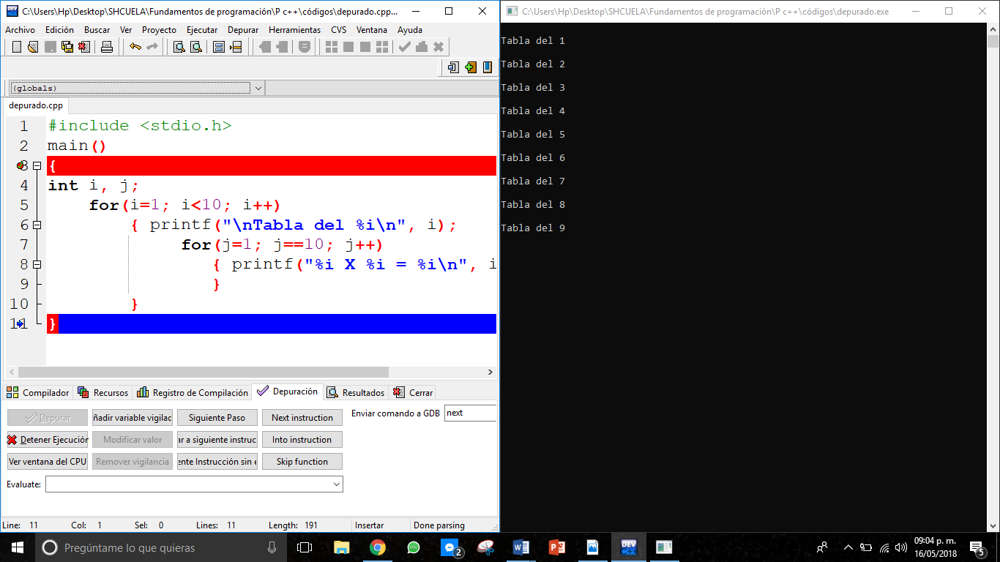 C:\Users\Hp\Desktop\SHCUELA\Fundamentos de programación\P c++\códigos\depurado.cpp...
Archivo Edición Buscar Ver Proyecto Ejecutar Depurar Herramientas CVS Ventana Ayuda
(globals)
depurado.cpp
1 #include <stdio.h>
2 main()
3 {
4 int i, j;
5 for(i=1; i<10; i++)
6 { printf("\nTabla del %i\n", i);
7 for(j=1; j==10; j++)
8 { printf("%i X %i = %i\n", i
9 }
10 }
11 }
Compilador Recursos Registro de Compilación Depuración Resultados Cerrar
Depurar ñadir variable vigilac Siguiente Paso Next instruction Enviar comando a GDB next
Detener Ejecución Modificar valor ar a siguiente instruc Into instruction
Ver ventana del CPU Remover vigilancia ente Instrucción sin e Skip function
Evaluate:
Line: 11 Col: 1 Sel: 0 Lines: 11 Length: 191 Insertar Done parsing
C:\Users\Hp\Desktop\SHCUELA\Fundamentos de programación\P c++\códigos\depurado.exe
Tabla del 1
Tabla del 2
Tabla del 3
Tabla del 4
Tabla del 5
Tabla del 6
Tabla del 7
Tabla del 8
Tabla del 9
Pregúntame lo que quieras
2
DEV
09:04 p. m.
16/05/2018
5